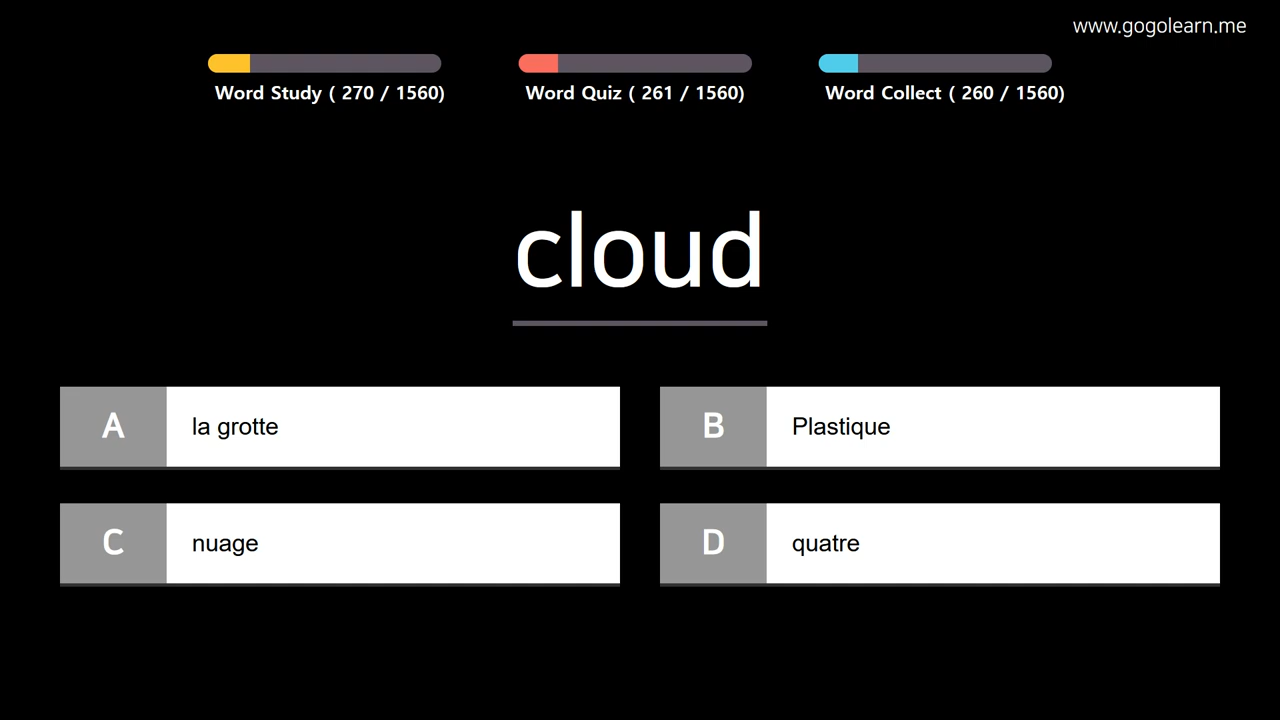 www.gogolearn.me
Word Study ( 270 / 1560)
Word Quiz ( 261 / 1560)
Word Collect ( 260 / 1560)
cloud
A la grotte
B Plastique
C nuage
D quatre